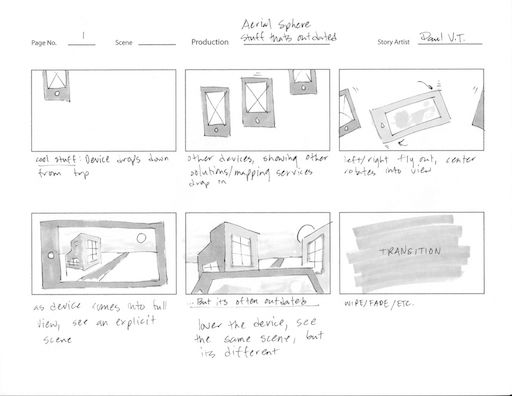 Page No. 1 Scene Production Aerial Sphere
stuff thats outdated Story Artist Paul V.T.
cool stuff: Device drops down
from top
other devices, showing other
solutions/mapping services
drop in
left/right fly out, center
rotates into view
as device comes into full
view, see an explicit
scene
... But its often outdated
lower the device, see
the same scene, but
its different
TRANSITION
WIPE/FADE/ETC.